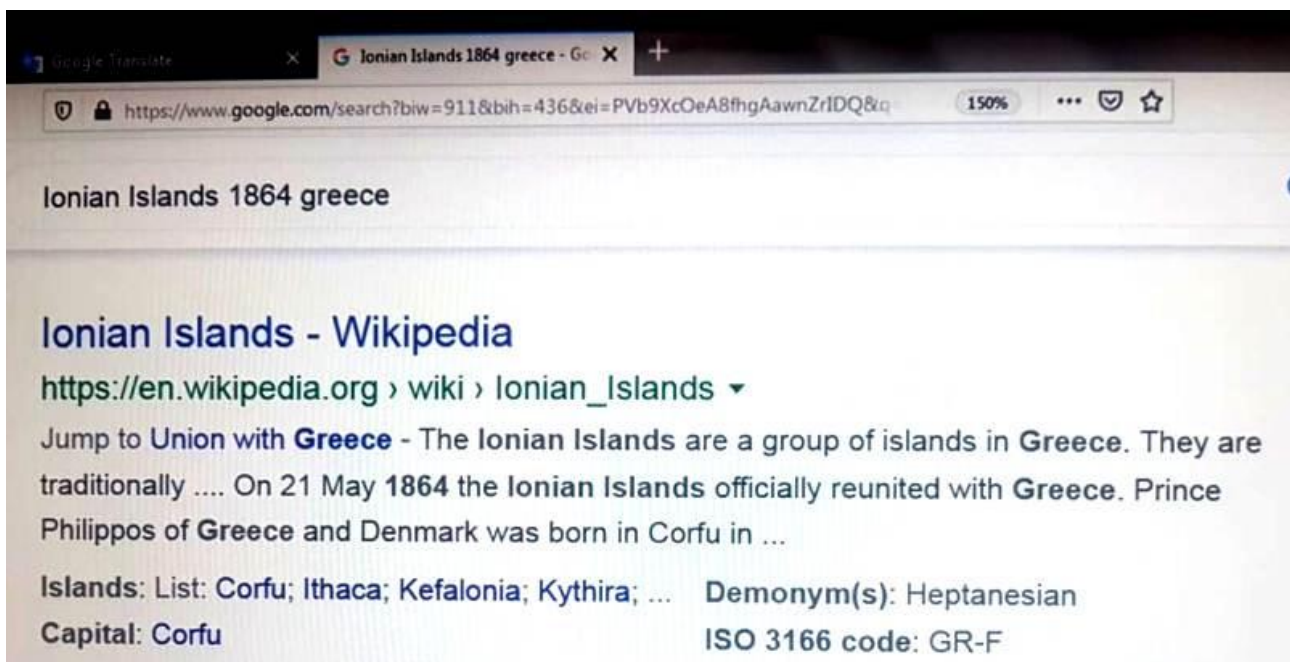 Google Translate
Ionian Islands 1864 greece - Go
https://www.google.com/search?biw=911&bih=436&ei=PVb9XcOeA8fhgAawnZrIDQ&q
150%
Ionian Islands 1864 greece
Ionian Islands - Wikipedia
https://en.wikipedia.org › wiki › Ionian_Islands
Jump to Union with Greece - The Ionian Islands are a group of islands in Greece. They are
traditionally .... On 21 May 1864 the Ionian Islands officially reunited with Greece. Prince
Philippos of Greece and Denmark was born in Corfu in ...
Islands: List: Corfu; Ithaca; Kefalonia; Kythira; ... Demonym(s): Heptanesian
Capital: Corfu ISO 3166 code: GR-F